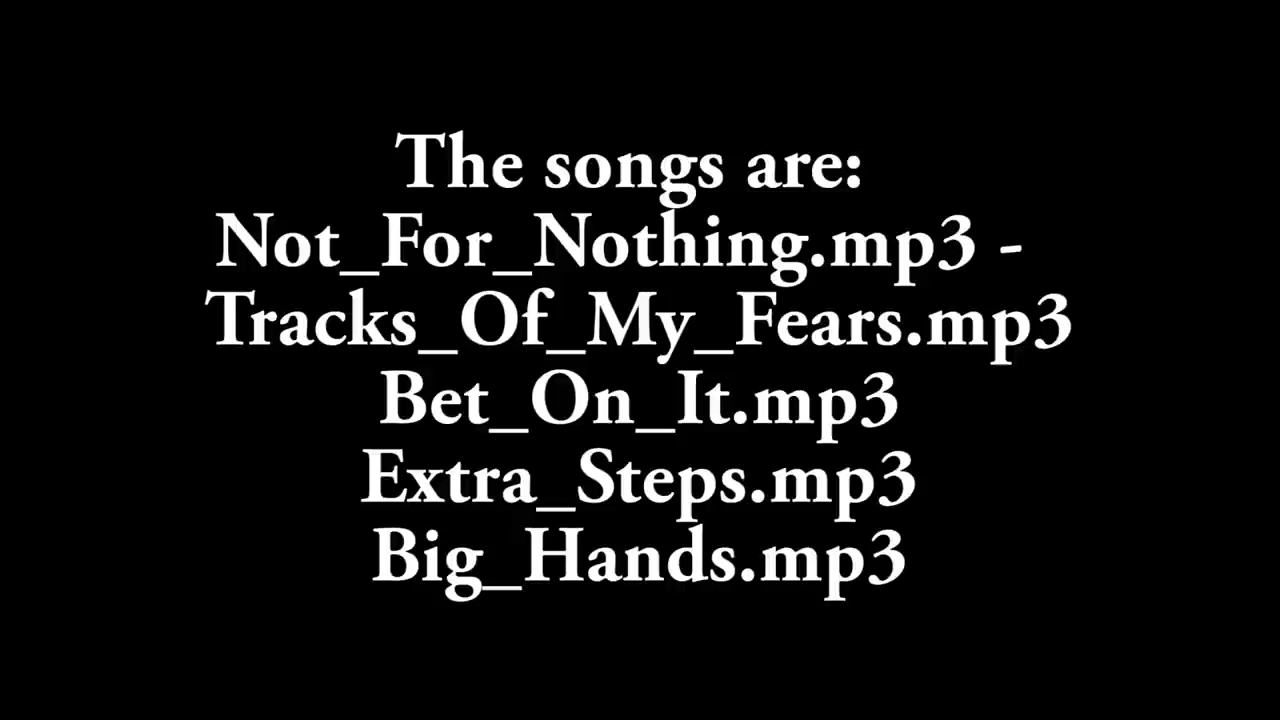 The songs are:
Not_For_Nothing.mp3 -
Tracks_Of_My_Fears.mp3
Bet_On_It.mp3
Extra_Steps.mp3
Big_Hands.mp3